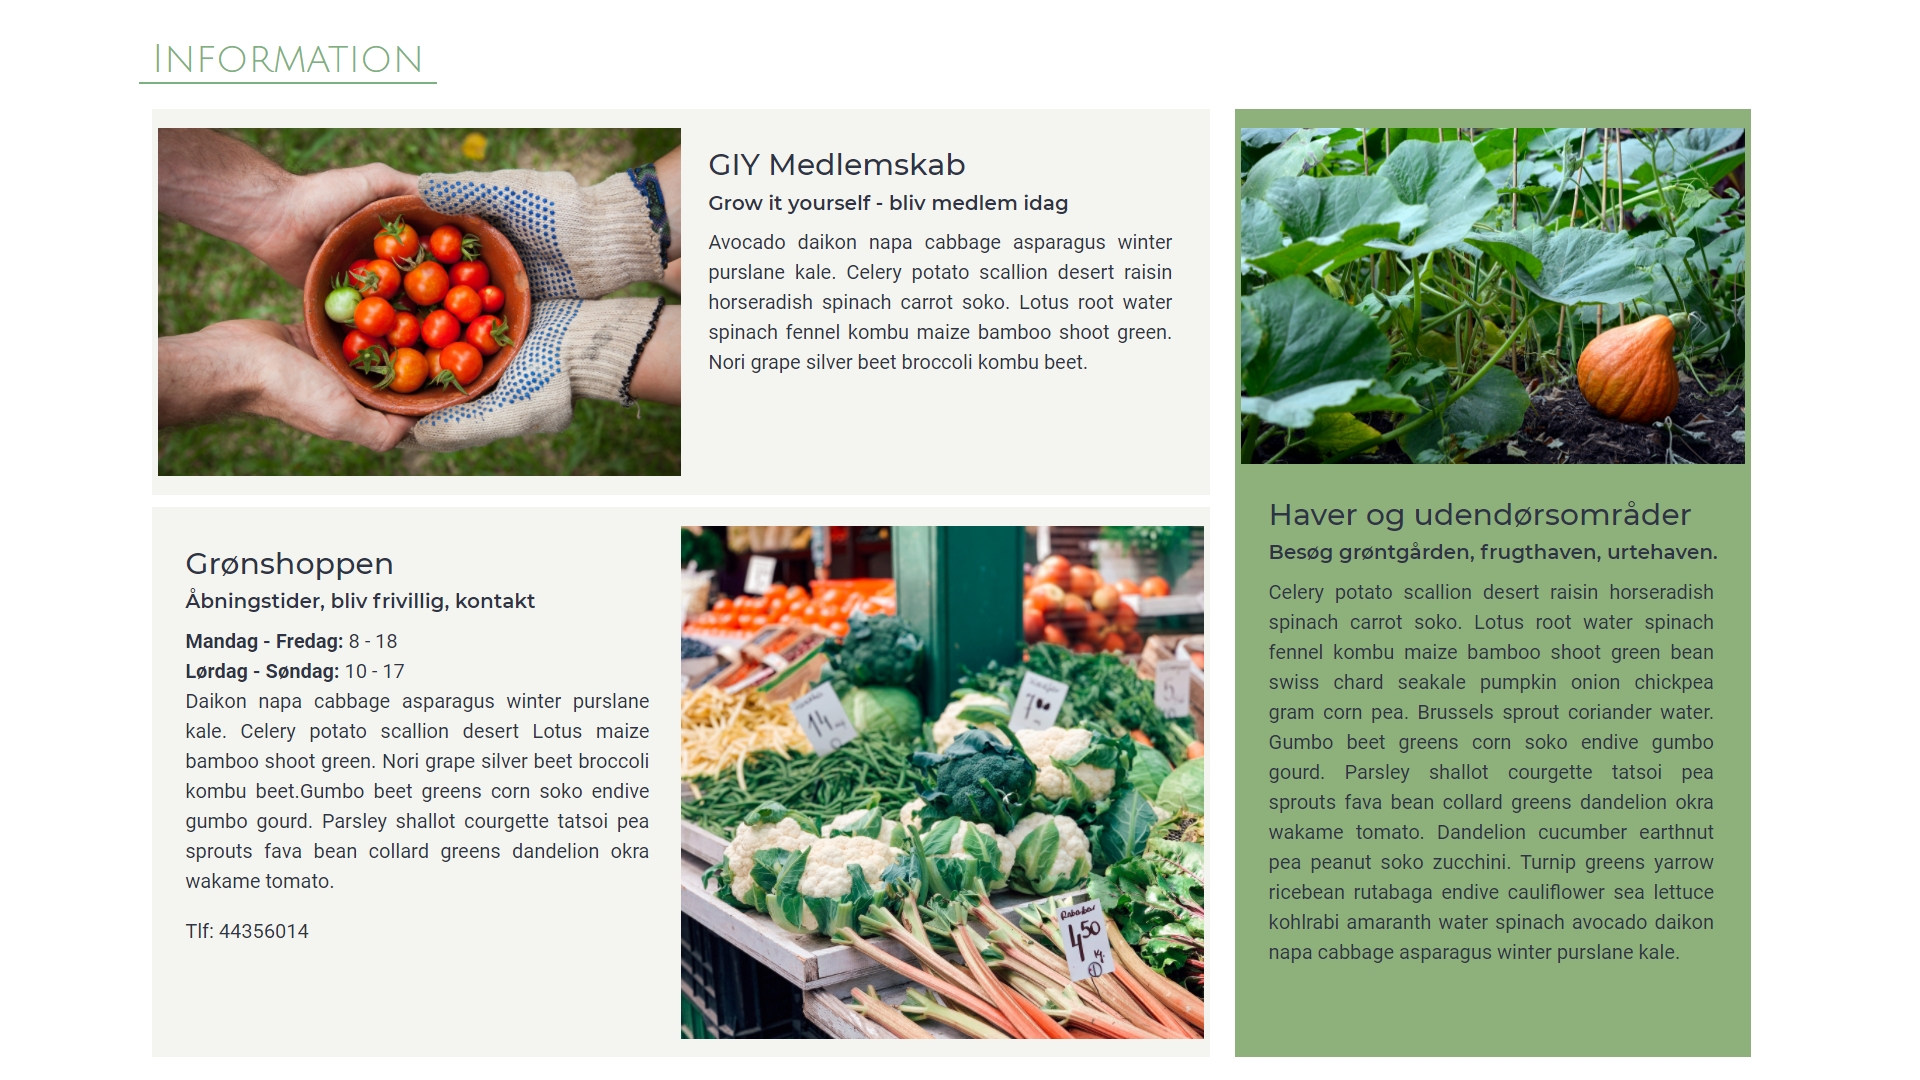 INFORMATION
GIY Medlemskab
Grow it yourself - bliv medlem idag
Avocado daikon napa cabbage asparagus winter
purslane kale. Celery potato scallion desert raisin
horseradish spinach carrot soko. Lotus root water
spinach fennel kombu maize bamboo shoot green.
Nori grape silver beet broccoli kombu beet.
Grønshoppen
Åbningstider, bliv frivillig, kontakt
Mandag - Fredag: 8 - 18
Lørdag - Søndag: 10 - 17
Daikon napa cabbage asparagus winter purslane
kale. Celery potato scallion desert Lotus maize
bamboo shoot green. Nori grape silver beet broccoli
kombu beet.Gumbo beet greens corn soko endive
gumbo gourd. Parsley shallot courgette tatsoi pea
sprouts fava bean collard greens dandelion okra
wakame tomato.
Tlf: 44356014
14
7
5
Rabarbar
4,50
kg.
Haver og udendørsområder
Besøg grøntgården, frugthaven, urtehaven.
Celery potato scallion desert raisin horseradish
spinach carrot soko. Lotus root water spinach
fennel kombu maize bamboo shoot green bean
swiss chard seakale pumpkin onion chickpea
gram corn pea. Brussels sprout coriander water.
Gumbo beet greens corn soko endive gumbo
gourd. Parsley shallot courgette tatsoi pea
sprouts fava bean collard greens dandelion okra
wakame tomato. Dandelion cucumber earthnut
pea peanut soko zucchini. Turnip greens yarrow
ricebean rutabaga endive cauliflower sea lettuce
kohlrabi amaranth water spinach avocado daikon
napa cabbage asparagus winter purslane kale.